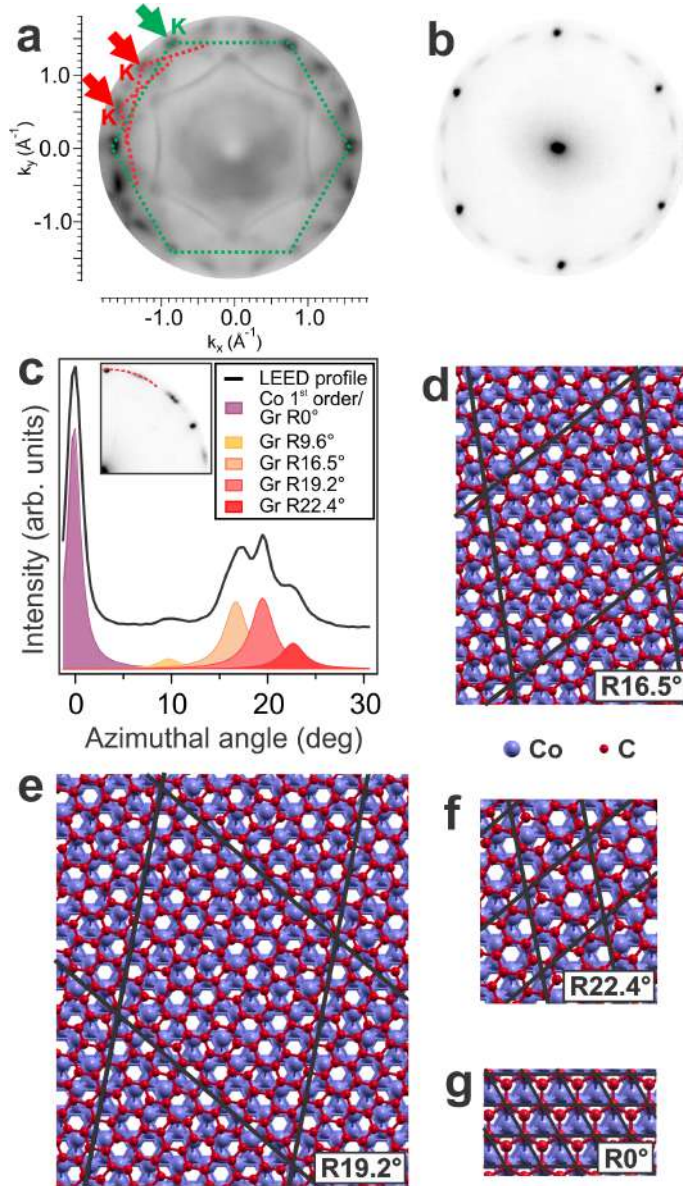 a
b
K
K
K
1.0
0.0
-1.0
k_y (Å⁻¹)
-1.0 0.0 1.0
k_x (Å⁻¹)
c
LEED profile
Co 1st order/
Gr R0°
Gr R9.6°
Gr R16.5°
Gr R19.2°
Gr R22.4°
Intensity (arb. units)
0 10 20 30
Azimuthal angle (deg)
d
R16.5°
Co C
e
R19.2°
f
R22.4°
g
R0°